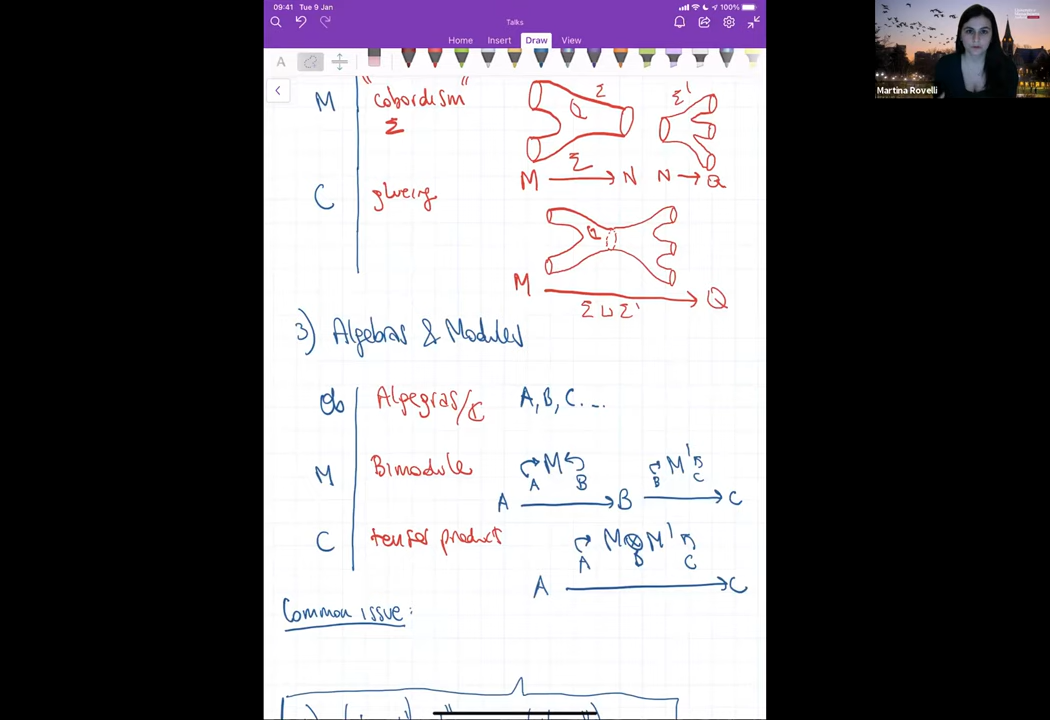 09:41 Tue 9 Jan
100%
Talks
Home Insert Draw View
A
Martina Rovelli
M "cobordism"
Σ
Σ
Σ'
Σ
M → N N → Q
C glueing
M → Q
Σ ⊔ Σ'
3) Algebras & Modules
Ob Alpegras/ℂ A, B, C...
M Bimodule
M M'
A B B C
A → B → C
C tensor product
M⊗M'
A B C
A → C
Common issue: